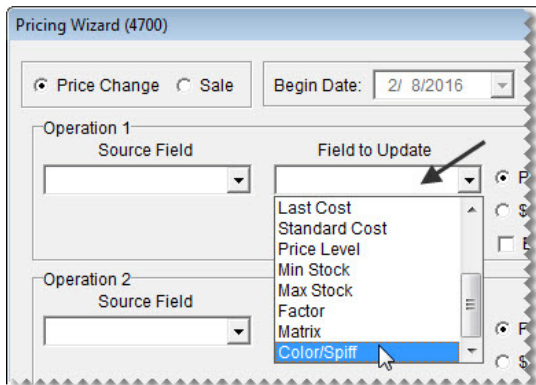 Pricing Wizard (4700)
Price Change Sale Begin Date: 2/ 8/2016
Operation 1
Source Field Field to Update
P
$
Last Cost
Standard Cost
Price Level
Min Stock
Max Stock
Factor
Matrix
Color/Spiff
Operation 2
Source Field
P
$